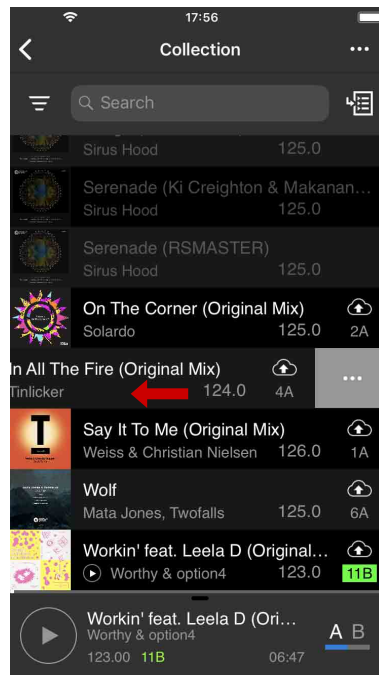 17:56
Collection
Search
Sirus Hood 125.0
Serenade (Ki Creighton & Makanan...
Sirus Hood 125.0
Serenade (RSMASTER)
Sirus Hood 125.0
On The Corner (Original Mix)
Solardo 125.0 2A
In All The Fire (Original Mix)
Tinlicker 124.0 4A
Say It To Me (Original Mix)
Weiss & Christian Nielsen 126.0 1A
Wolf
Mata Jones, Twofalls 125.0 6A
Workin' feat. Leela D (Original...
Worthy & option4 123.0 11B
Workin' feat. Leela D (Ori...
Worthy & option4
A B
123.00 11B 06:47